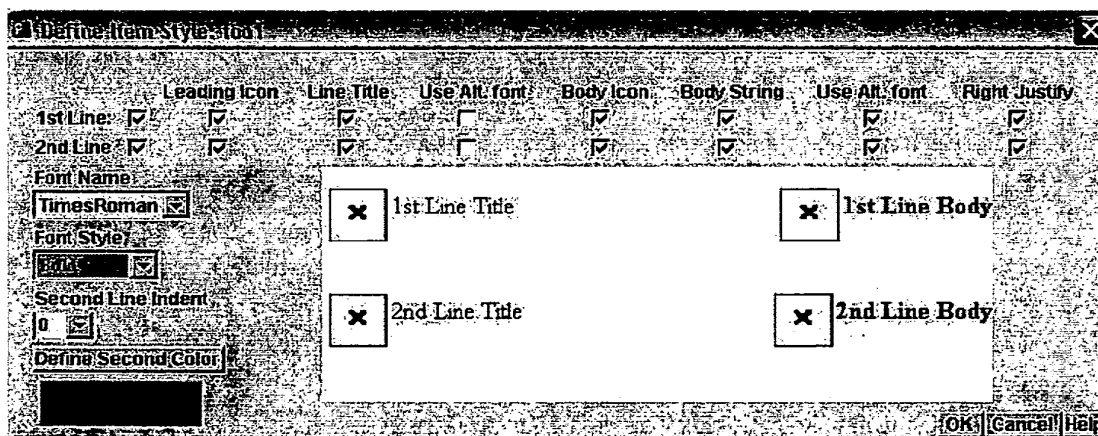 Define Item Style: foo1
Leading Icon Line Title Use Alt. font Body Icon Body String Use Alt. font Right Justify
1st Line:
2nd Line
Font Name
TimesRoman
1st Line Title 1st Line Body
Font Style
Second Line Indent
0
2nd Line Title 2nd Line Body
Define Second Color
OK Cancel Help